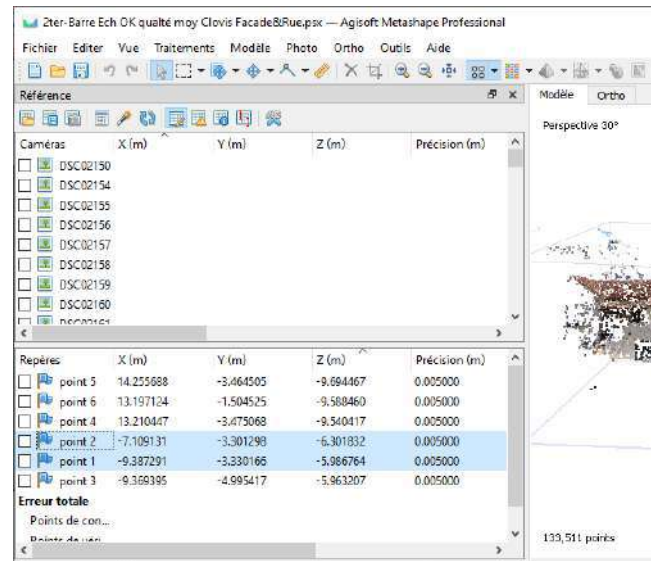 2ter-Barre Ech OK qualté moy Clovis Facade&Rue.psx — Agisoft Metashape Professional
Fichier Editer Vue Traitements Modèle Photo Ortho Outils Aide
Référence
Modèle Ortho
Perspective 30°
Caméras X (m) Y (m) Z (m) Précision (m)
DSC02150
DSC02154
DSC02155
DSC02156
DSC02157
DSC02158
DSC02159
DSC02160
DSC02161
Repères X (m) Y (m) Z (m) Précision (m)
point 5 14.255688 -3.464505 -9.694467 0.005000
point 6 13.197124 -1.504525 -9.588460 0.005000
point 4 13.210447 -3.475068 -9.540417 0.005000
point 2 -7.109131 -3.301298 -6.301832 0.005000
point 1 -9.387291 -3.330166 -5.986764 0.005000
point 3 -9.369395 -4.995417 -5.963207 0.005000
Erreur totale
Points de con...
Points de véri
133,511 points